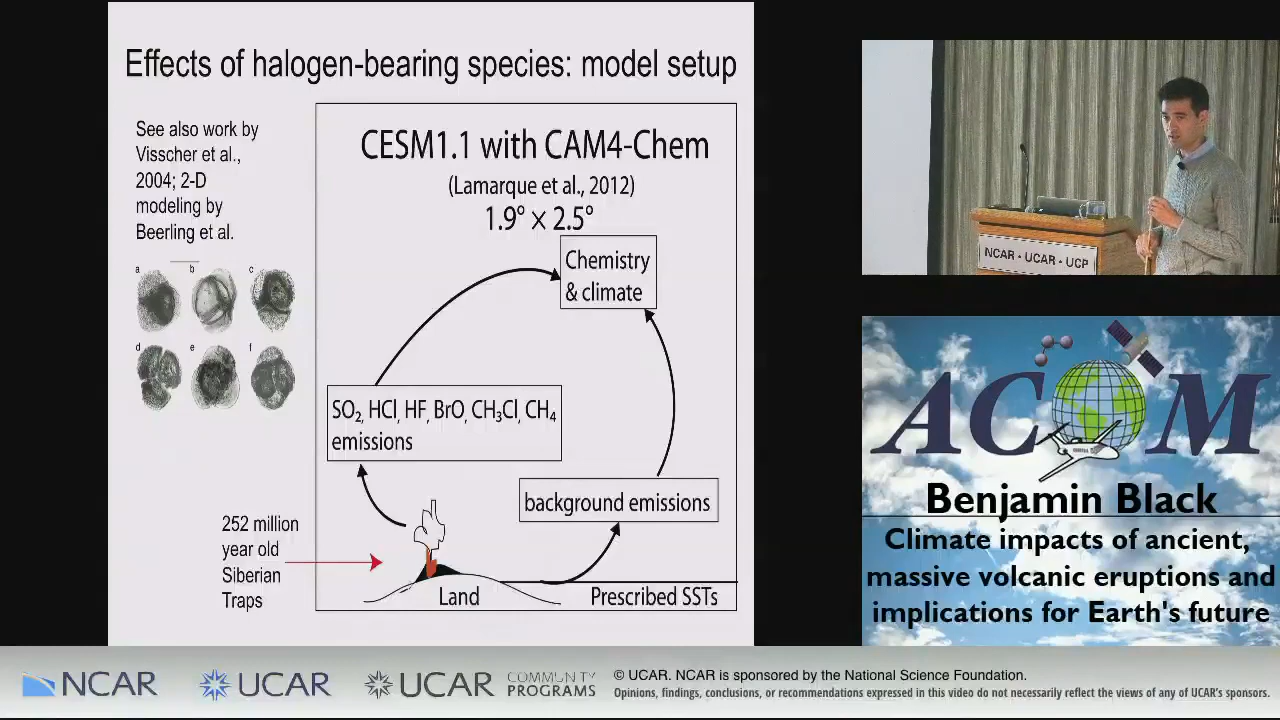 Effects of halogen-bearing species: model setup
See also work by
Visscher et al.,
2004; 2-D
modeling by
Beerling et al.
a b c
d e f
CESM1.1 with CAM4-Chem
(Lamarque et al., 2012)
1.9° × 2.5°
Chemistry
& climate
SO₂, HCl, HF, BrO, CH₃Cl, CH₄
emissions
background emissions
252 million
year old
Siberian
Traps
Land
Prescribed SSTs
NCAR • UCAR • UCP
ACOM
Benjamin Black
Climate impacts of ancient,
massive volcanic eruptions and
implications for Earth's future
NCAR
UCAR
UCAR
COMMUNITY
PROGRAMS
© UCAR. NCAR is sponsored by the National Science Foundation.
Opinions, findings, conclusions, or recommendations expressed in this video do not necessarily reflect the views of any of UCAR's sponsors.